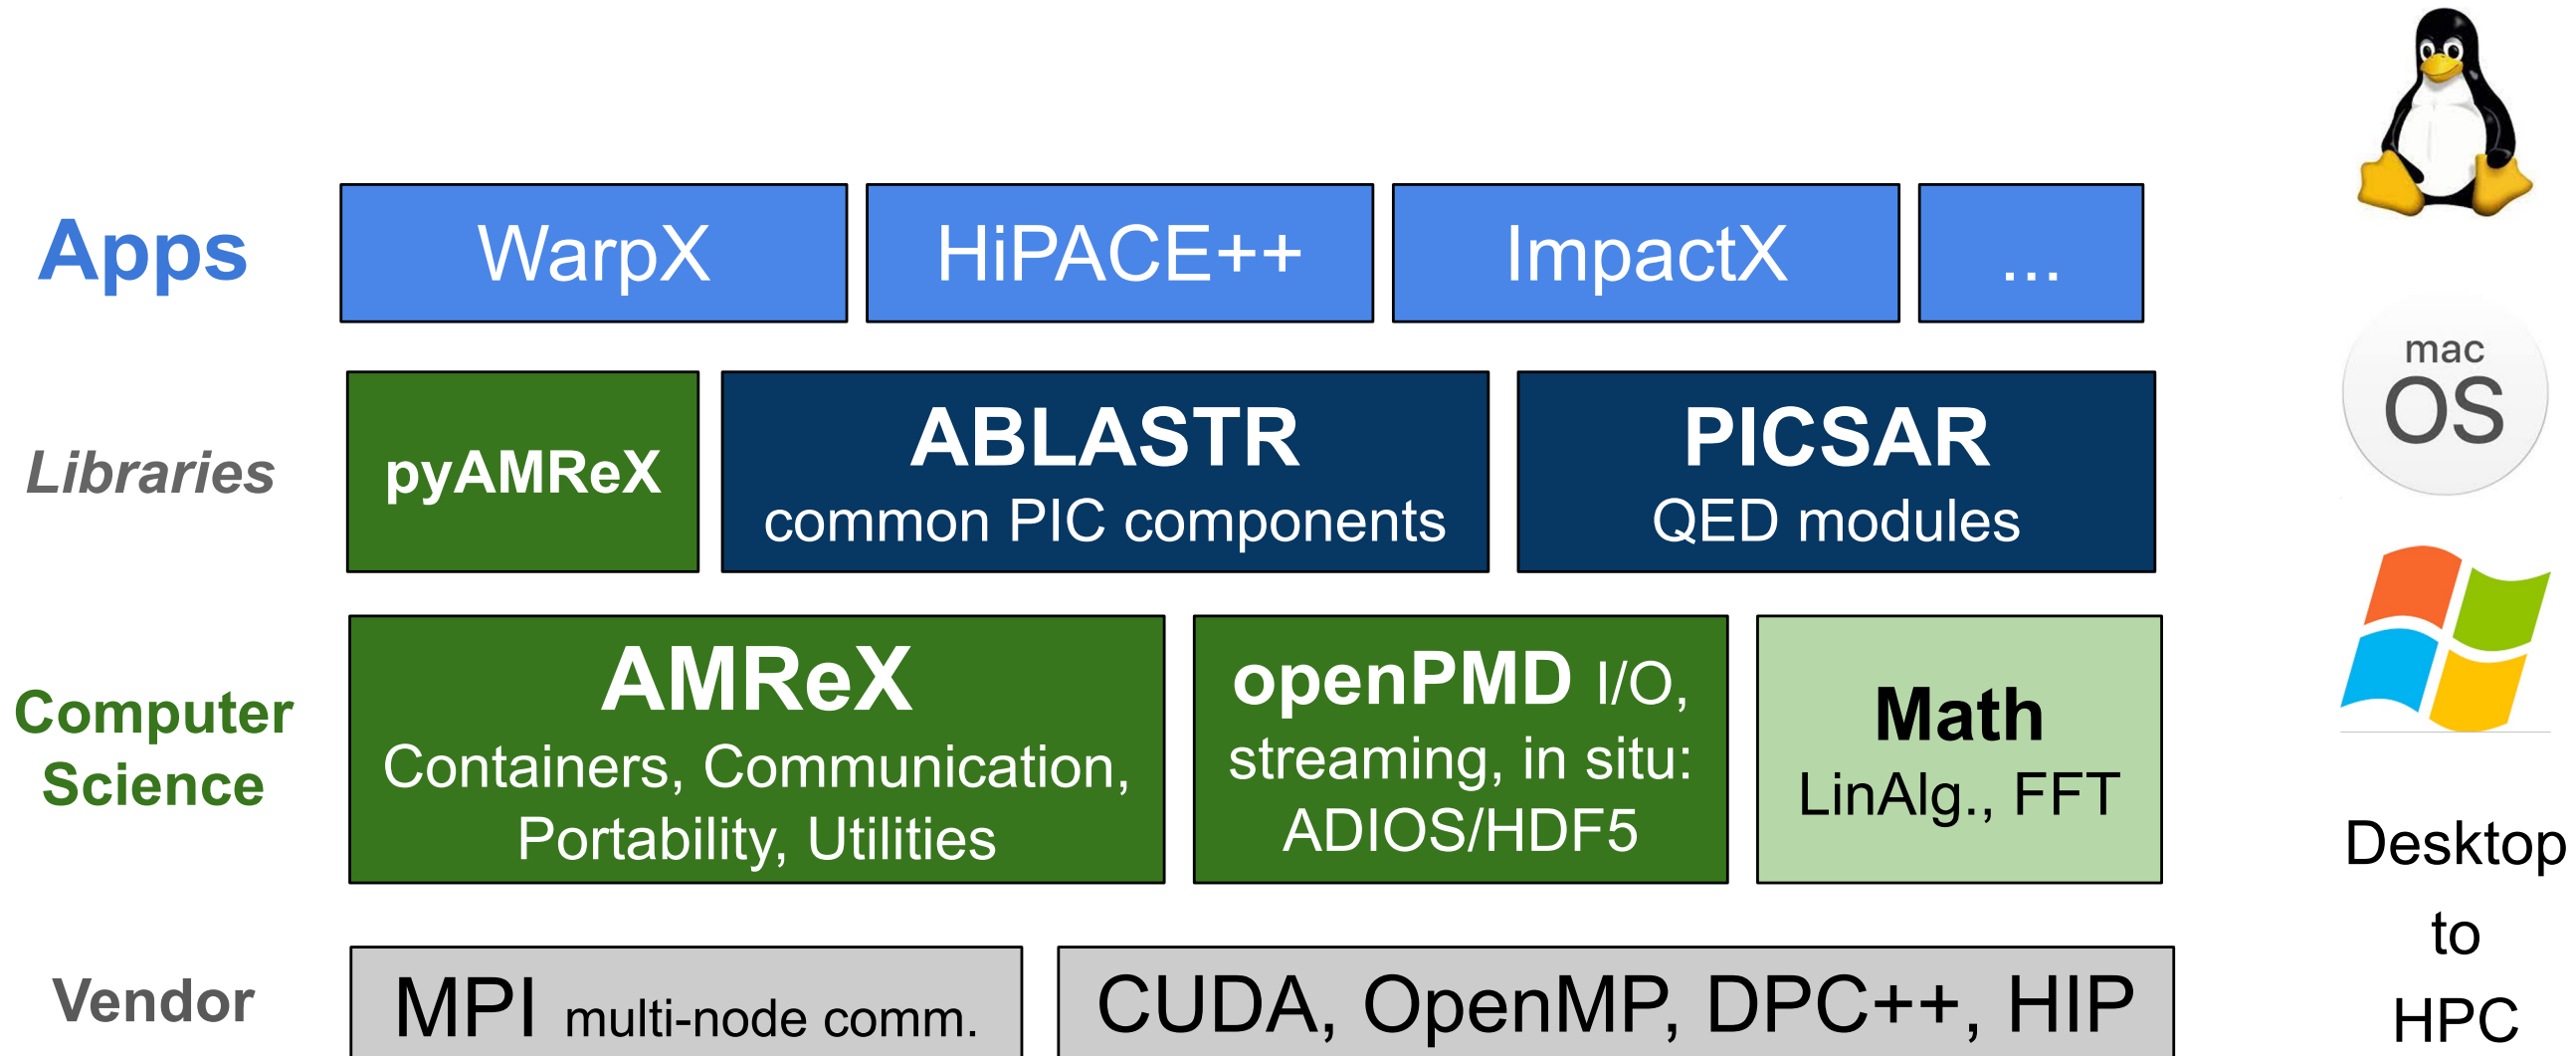 Apps
WarpX
HiPACE++
ImpactX
...
Libraries
pyAMReX
ABLASTR
common PIC components
PICSAR
QED modules
Computer
Science
AMReX
Containers, Communication,
Portability, Utilities
openPMD I/O,
streaming, in situ:
ADIOS/HDF5
Math
LinAlg., FFT
Vendor
MPI multi-node comm.
CUDA, OpenMP, DPC++, HIP
mac
OS
Desktop
to
HPC